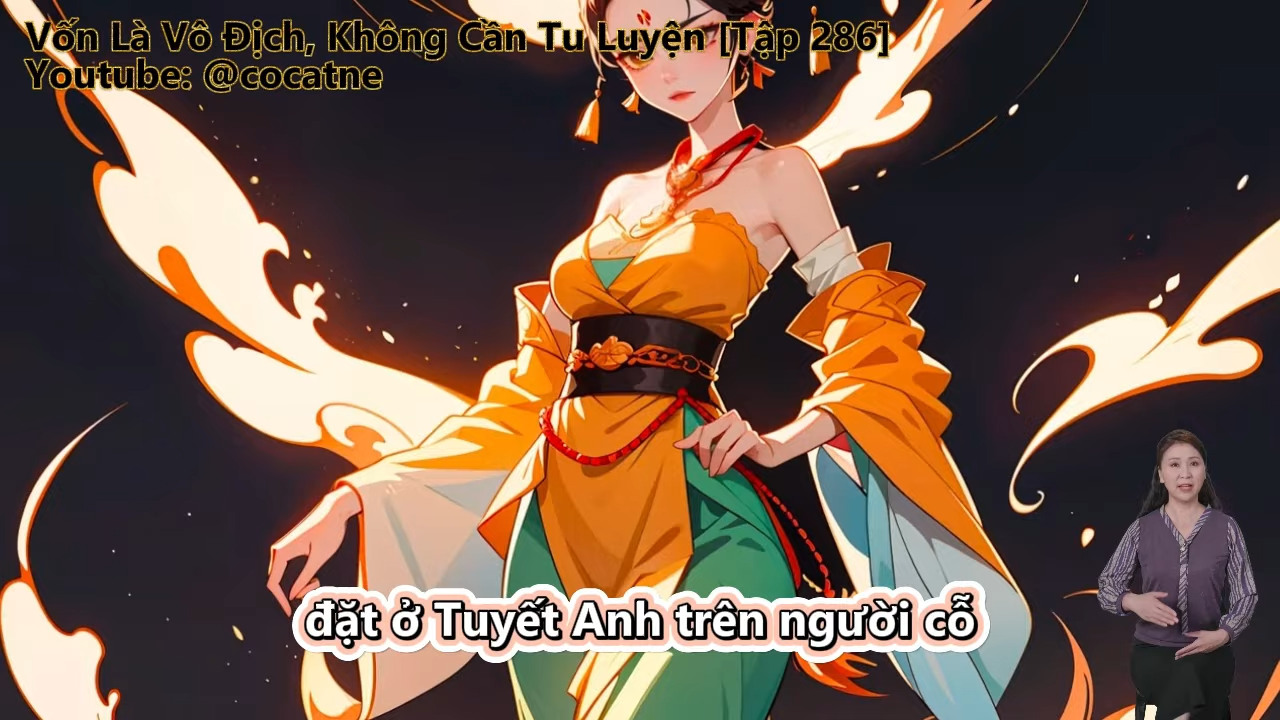 Vốn Là Vô Địch, Không Cần Tu Luyện [Tập 286]
Youtube: @cocatne
đặt ở Tuyết Anh trên người cỗ